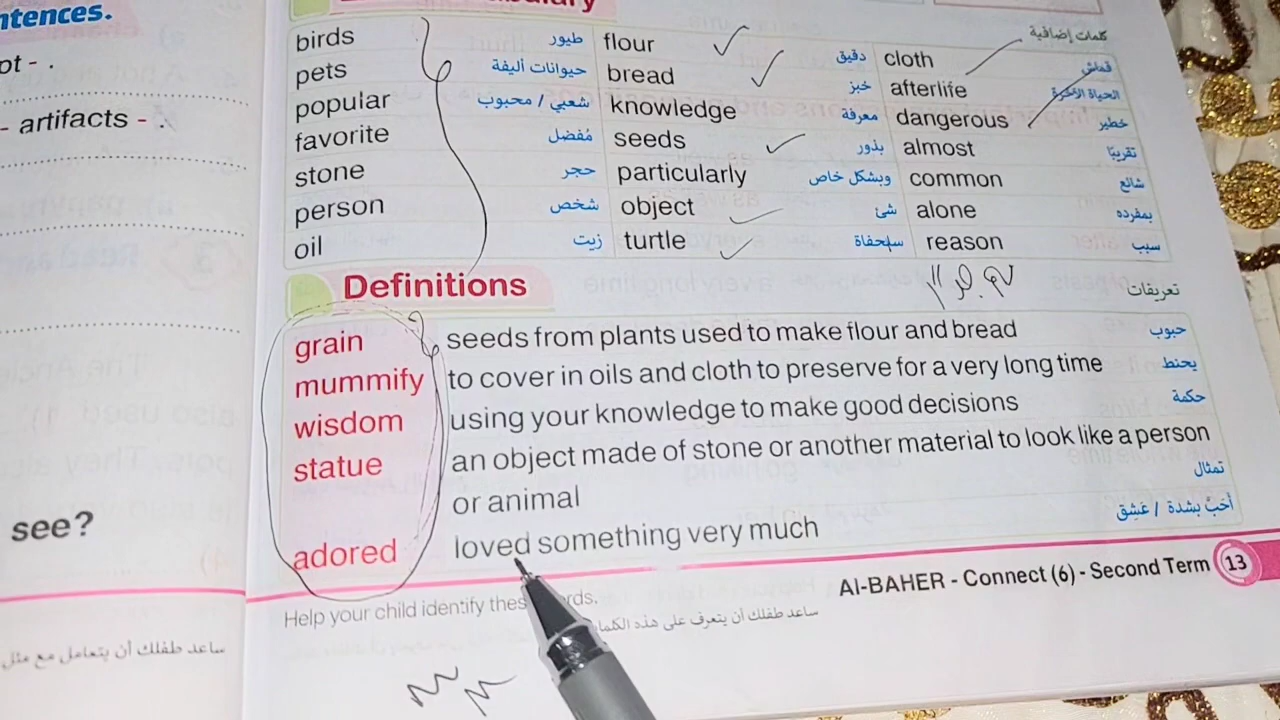 ntences.
ot - .
- artifacts - .
see?
ساعد طفلك أن يتعامل مع مثل
كلمات إضافية
birds طيور flour دقيق cloth قماش
pets حيوانات أليفة bread خبز afterlife الحياة الآخرة
popular شعبي / محبوب knowledge معرفة dangerous خطير
favorite مُفضل seeds بذور almost تقريبًا
stone حجر particularly وبشكل خاص common شائع
person شخص object شئ alone بمفرده
oil زيت turtle سلحفاة reason سبب
Definitions تعريفات
grain seeds from plants used to make flour and bread حبوب
mummify to cover in oils and cloth to preserve for a very long time يحنط
wisdom using your knowledge to make good decisions حكمة
statue an object made of stone or another material to look like a person
or animal تمثال
adored loved something very much أحبّ بشدة / عَشِق
Al-BAHER - Connect (6) - Second Term 13
Help your child identify thes rds.
ساعد طفلك أن يتعرف على هذه الكلما